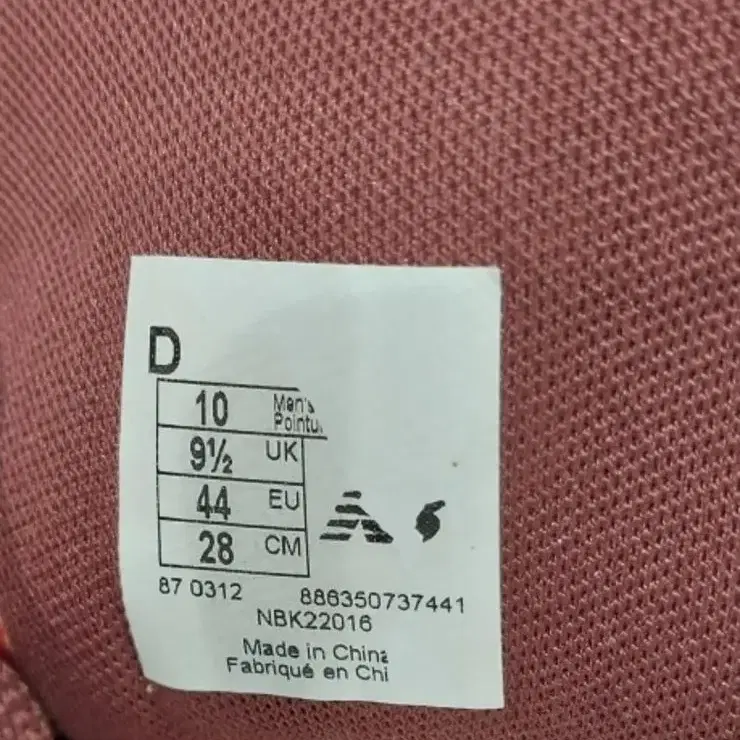 D
10 Men's
9½ UK
44 EU
28 CM
87 0312 886350737441
NBK22016
Made in China
Fabriqué en Chi